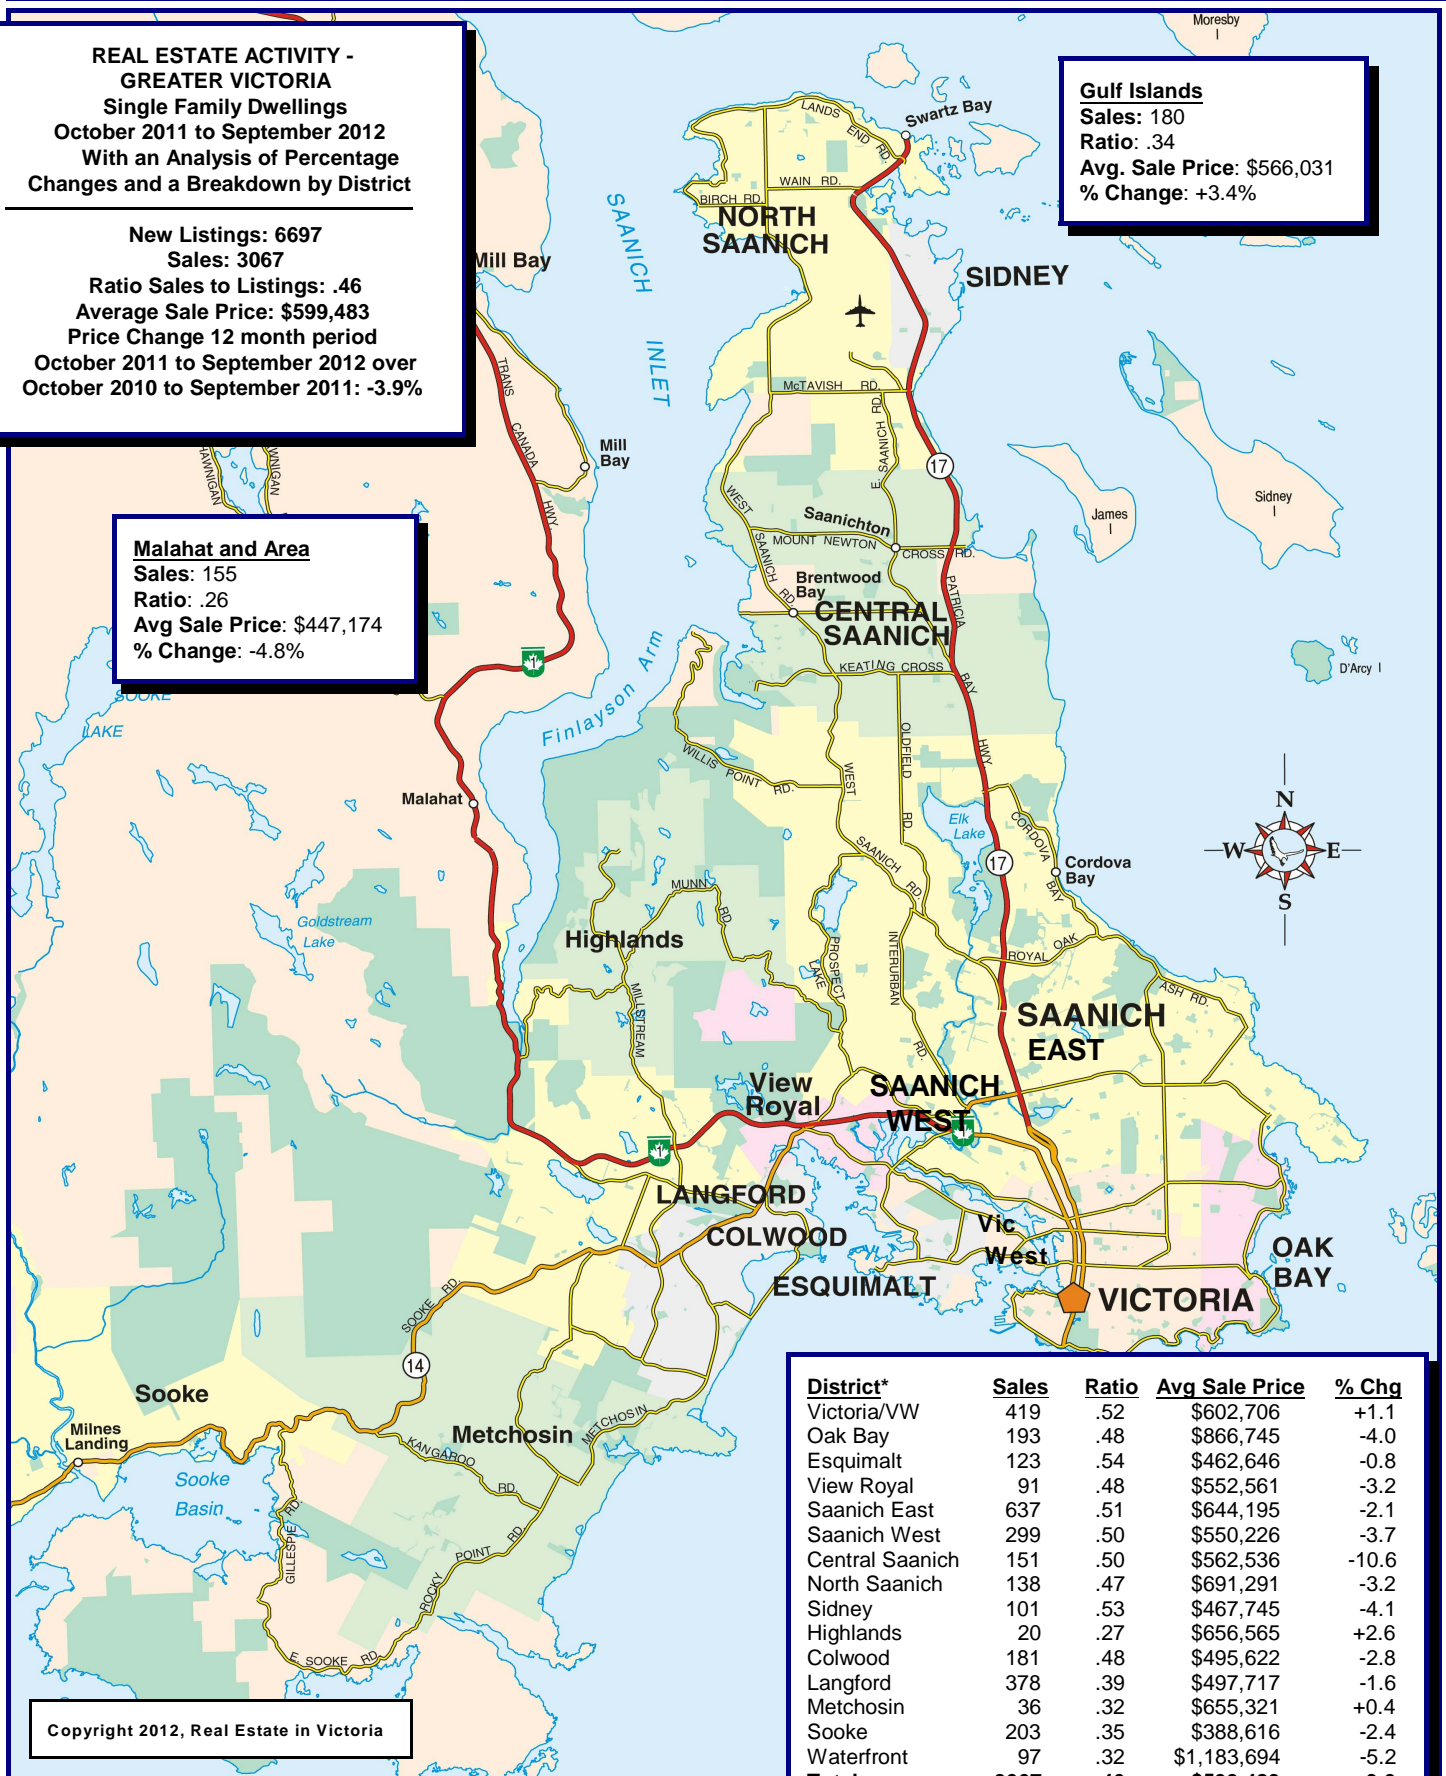 REAL ESTATE ACTIVITY -
GREATER VICTORIA
Single Family Dwellings
October 2011 to September 2012
With an Analysis of Percentage
Changes and a Breakdown by District
New Listings: 6697
Sales: 3067
Ratio Sales to Listings: .46
Average Sale Price: $599,483
Price Change 12 month period
October 2011 to September 2012 over
October 2010 to September 2011: -3.9%
Moresby
I
Gulf Islands
Sales: 180
Ratio: .34
Avg. Sale Price: $566,031
% Change: +3.4%
Swartz Bay
LANDS
END
RD.
WAIN RD.
BIRCH RD.
NORTH
SAANICH
SAANICH
INLET
Mill Bay
SIDNEY
McTAVISH RD.
E. SAANICH RD.
TRANS
CANADA
HWY.
Mill
Bay
17
Sidney
I
James
I
WEST
SAANICH
RD.
Saanichton
MOUNT NEWTON
CROSS RD.
Brentwood
Bay
CENTRAL
SAANICH
PATRICIA
BAY
HWY.
KEATING CROSS
D'Arcy I
Malahat and Area
Sales: 155
Ratio: .26
Avg Sale Price: $447,174
% Change: -4.8%
1
SOOKE
LAKE
Finlayson Arm
OLDFIELD
RD.
WILLIS
POINT
RD.
WEST
SAANICH
RD.
Malahat
Elk
Lake
17
CORDOVA
BAY
Cordova
Bay
N
W
E
S
Goldstream
Lake
MUNN
RD.
Highlands
PROSPECT
LAKE
INTERURBAN
RD.
ROYAL OAK
ASH RD.
MILLSTREAM
SAANICH
EAST
View
Royal
SAANICH
WEST
1
1
LANGFORD
COLWOOD
Vic
West
ESQUIMALT
OAK
BAY
VICTORIA
SOOKE RD.
14
Sooke
Milnes
Landing
Metchosin
METCHOSIN
KANGAROO
RD.
Sooke
Basin
GILLESPIE
RD.
ROCKY
POINT
RD.
E. SOOKE RD.
Copyright 2012, Real Estate in Victoria
District* Sales Ratio Avg Sale Price % Chg
Victoria/VW 419 .52 $602,706 +1.1
Oak Bay 193 .48 $866,745 -4.0
Esquimalt 123 .54 $462,646 -0.8
View Royal 91 .48 $552,561 -3.2
Saanich East 637 .51 $644,195 -2.1
Saanich West 299 .50 $550,226 -3.7
Central Saanich 151 .50 $562,536 -10.6
North Saanich 138 .47 $691,291 -3.2
Sidney 101 .53 $467,745 -4.1
Highlands 20 .27 $656,565 +2.6
Colwood 181 .48 $495,622 -2.8
Langford 378 .39 $497,717 -1.6
Metchosin 36 .32 $655,321 +0.4
Sooke 203 .35 $388,616 -2.4
Waterfront 97 .32 $1,183,694 -5.2